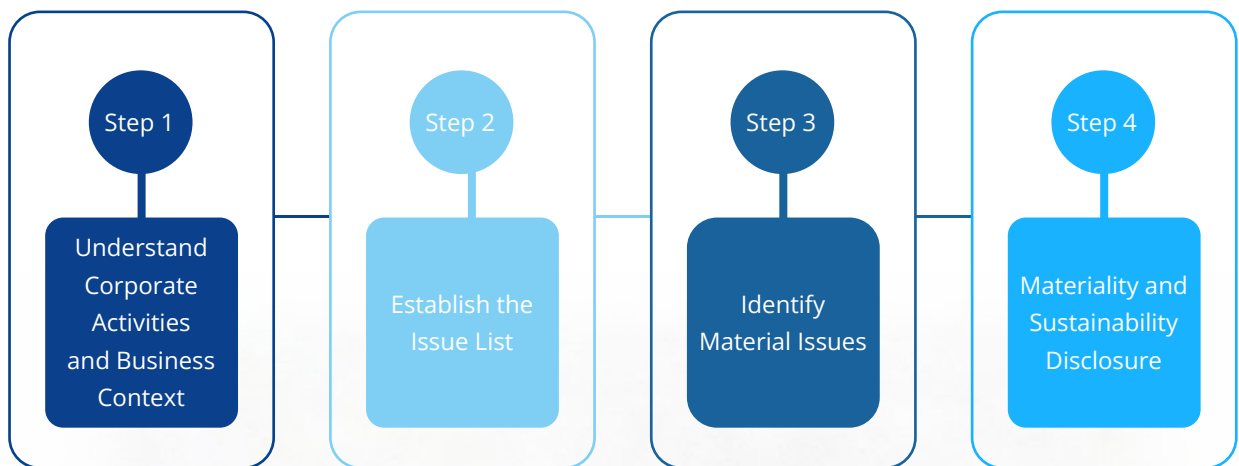 Step 1
Understand
Corporate
Activities
and Business
Context
Step 2
Establish the
Issue List
Step 3
Identify
Material Issues
Step 4
Materiality and
Sustainability
Disclosure